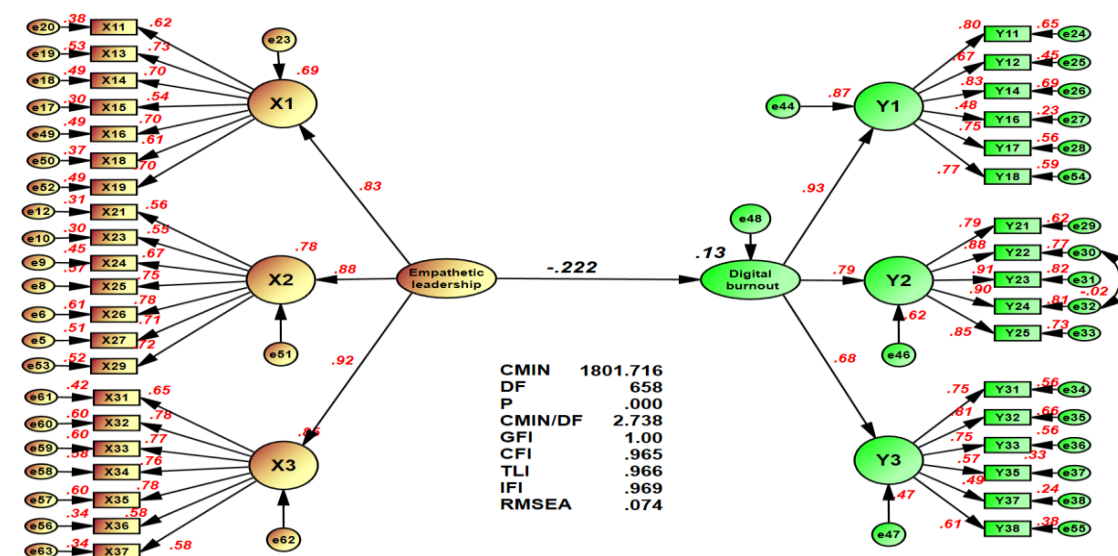 e20 .38 X11 .62
e19 .53 X13 .73
e18 .49 X14 .70
e17 .30 X15 .54
e49 .49 X16 .70
e50 .37 X18 .61
e52 .49 X19 .70
e23
.69
X1
.83
e12 .31 X21 .56
e10 .30 X23 .55
e9 .45 X24 .67
e8 .57 X25 .75
e6 .61 X26 .78
e5 .51 X27 .71
e53 .52 X29 .72
.78
X2
.88
e51
e61 .42 X31 .65
e60 .60 X32 .78
e59 .60 X33 .77
e58 .58 X34 .76
e57 .60 X35 .78
e56 .34 X36 .58
e63 .34 X37 .58
X3
.92
e62
Empathetic
leadership
-.222
e48
.13
Digital
burnout
CMIN 1801.716
DF 658
P .000
CMIN/DF 2.738
GFI 1.00
CFI .965
TLI .966
IFI .969
RMSEA .074
e44
.87
Y1
.93
.80 Y11 .65 e24
.67 Y12 .45 e25
.83 Y14 .69 e26
.48 Y16 .23 e27
.75 Y17 .56 e28
.77 Y18 .59 e54
.79
Y2
.62
e46
.79 Y21 .62 e29
.88 Y22 .77 e30
.91 Y23 .82 e31
-.02
.90 Y24 .81 e32
.85 Y25 .73 e33
.68
Y3
.47
e47
.75 Y31 .56 e34
.81 Y32 .66 e35
.75 Y33 .56 e36
.57 Y35 .33 e37
.49 Y37 .24 e38
.61 Y38 .38 e55